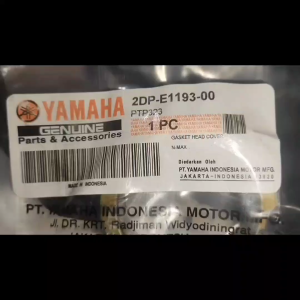 YAMAHA
GENUINE
Parts & Accessories
MADE IN INDONESIA
2DP-E1193-00
1 PC
GASKET HEAD COVER
N-MAX
Diedarkan Oleh
PT.YAMAHA INDONESIA MOTOR MFG.
JAKARTA-INDONESIA
PT. YAMAHA INDONESIA MOTOR MFG.
Jl. DR. KRT. Radjiman Widyodiningrat